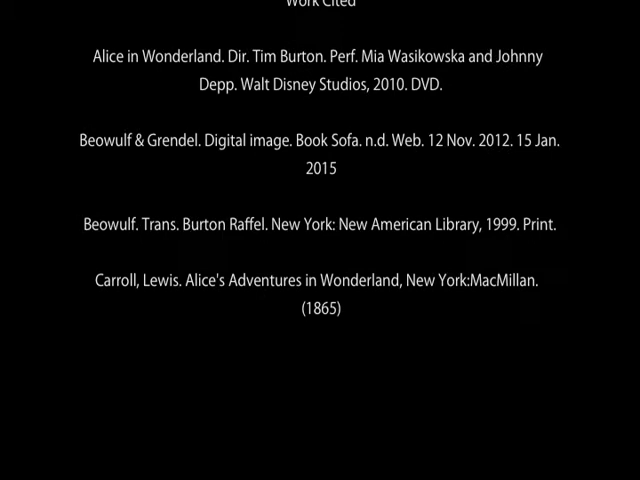 Work Cited
Alice in Wonderland. Dir. Tim Burton. Perf. Mia Wasikowska and Johnny
Depp. Walt Disney Studios, 2010. DVD.
Beowulf & Grendel. Digital image. Book Sofa. n.d. Web. 12 Nov. 2012. 15 Jan.
2015
Beowulf. Trans. Burton Raffel. New York: New American Library, 1999. Print.
Carroll, Lewis. Alice's Adventures in Wonderland, New York:MacMillan.
(1865)